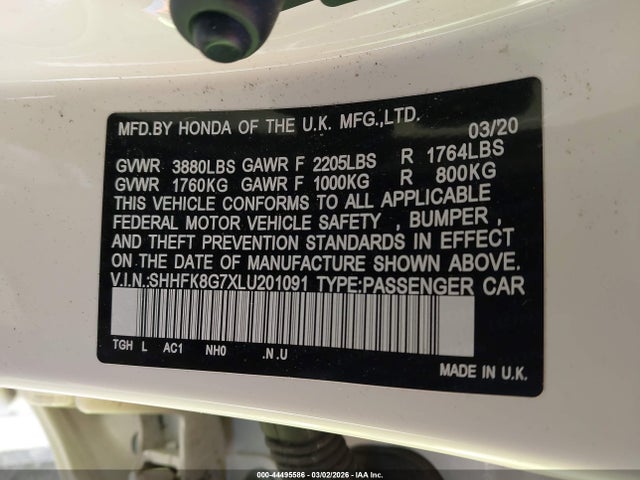 MFD.BY HONDA OF THE U.K. MFG.,LTD. 03/20
GVWR 3880LBS GAWR F 2205LBS R 1764LBS
GVWR 1760KG GAWR F 1000KG R 800KG
THIS VEHICLE CONFORMS TO ALL APPLICABLE
FEDERAL MOTOR VEHICLE SAFETY , BUMPER ,
AND THEFT PREVENTION STANDARDS IN EFFECT
ON THE DATE OF MANUFACTURE SHOWN ABOVE.
V.I.N.:SHHFK8G7XLU201091 TYPE:PASSENGER CAR
TGH L AC1 NH0 .N.U
MADE IN U.K.
000-44495586 - 03/02/2026 - IAA Inc.